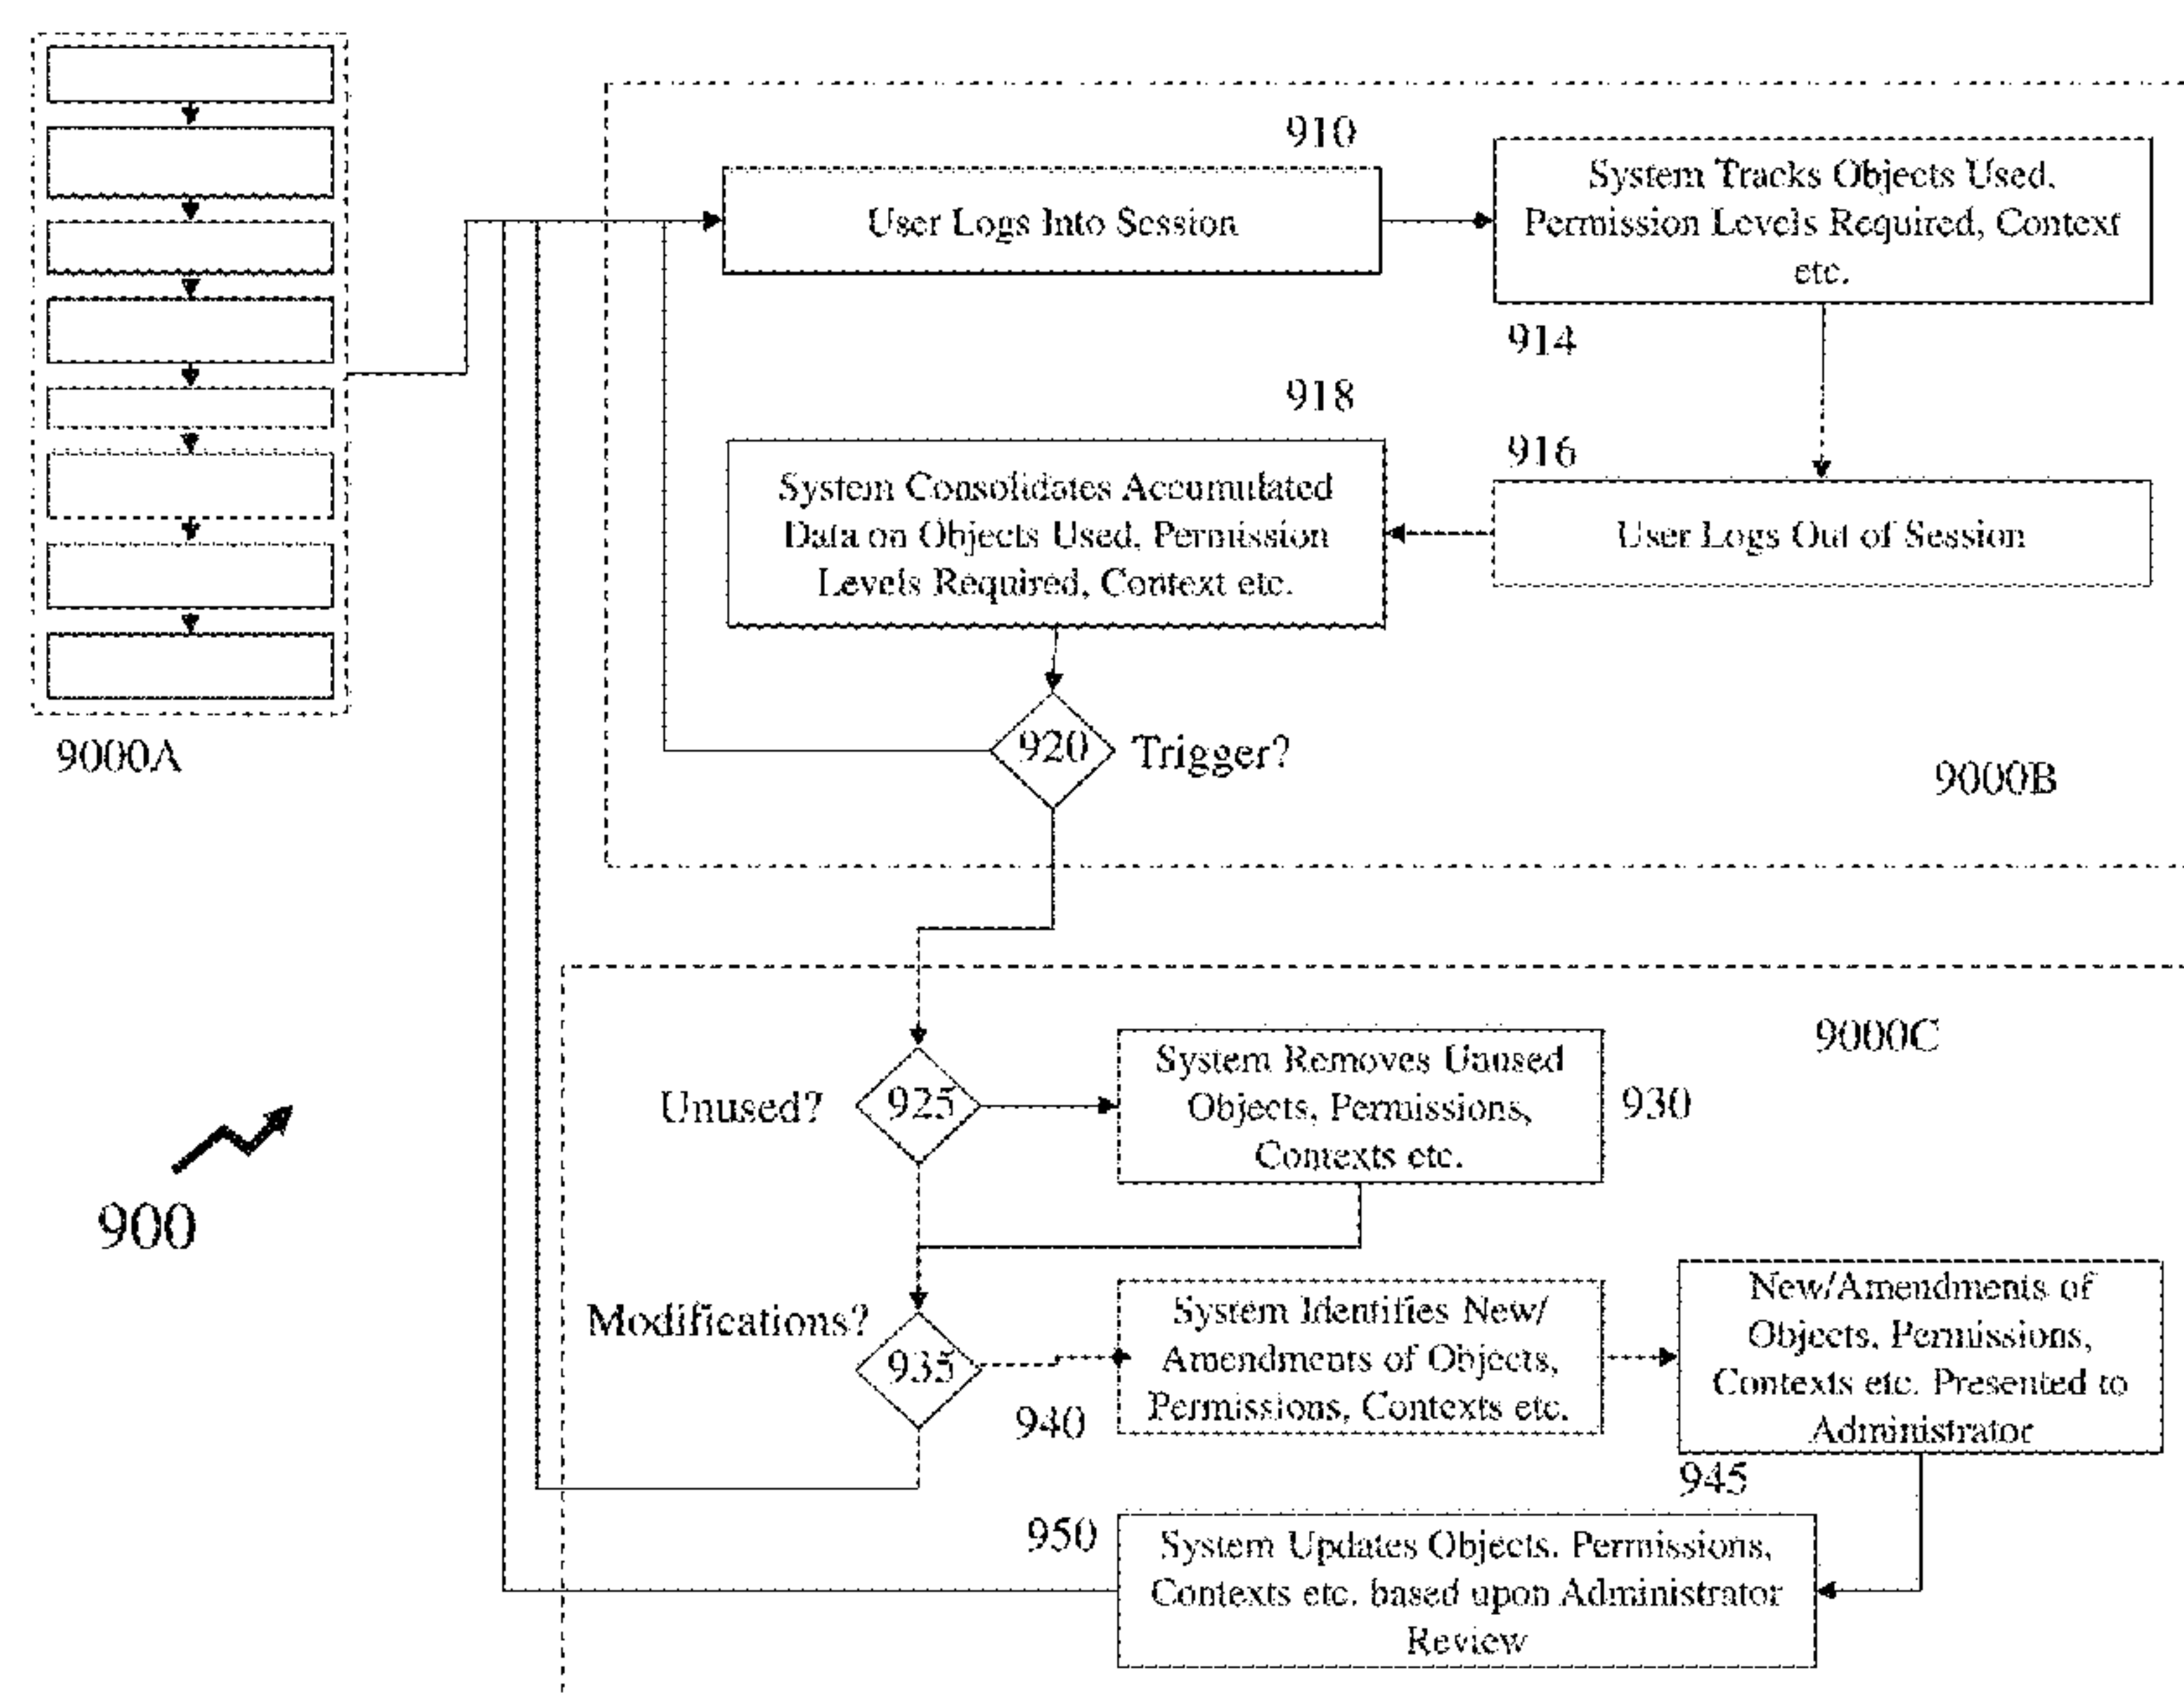 910
User Logs Into Session
System Tracks Objects Used,
Permission Levels Required, Context
etc.
914
918
916
System Consolidates Accumulated
Data on Objects Used, Permission
Levels Required, Context etc.
User Logs Out of Session
9000A
920
Trigger?
9000B
9000C
Unused?
925
System Removes Unused
Objects, Permissions,
Contexts etc.
930
900
Modifications?
935
940
System Identifies New/
Amendments of Objects,
Permissions, Contexts etc.
New/Amendments of
Objects, Permissions,
Contexts etc. Presented to
Administrator
945
950
System Updates Objects. Permissions,
Contexts etc. based upon Administrator
Review